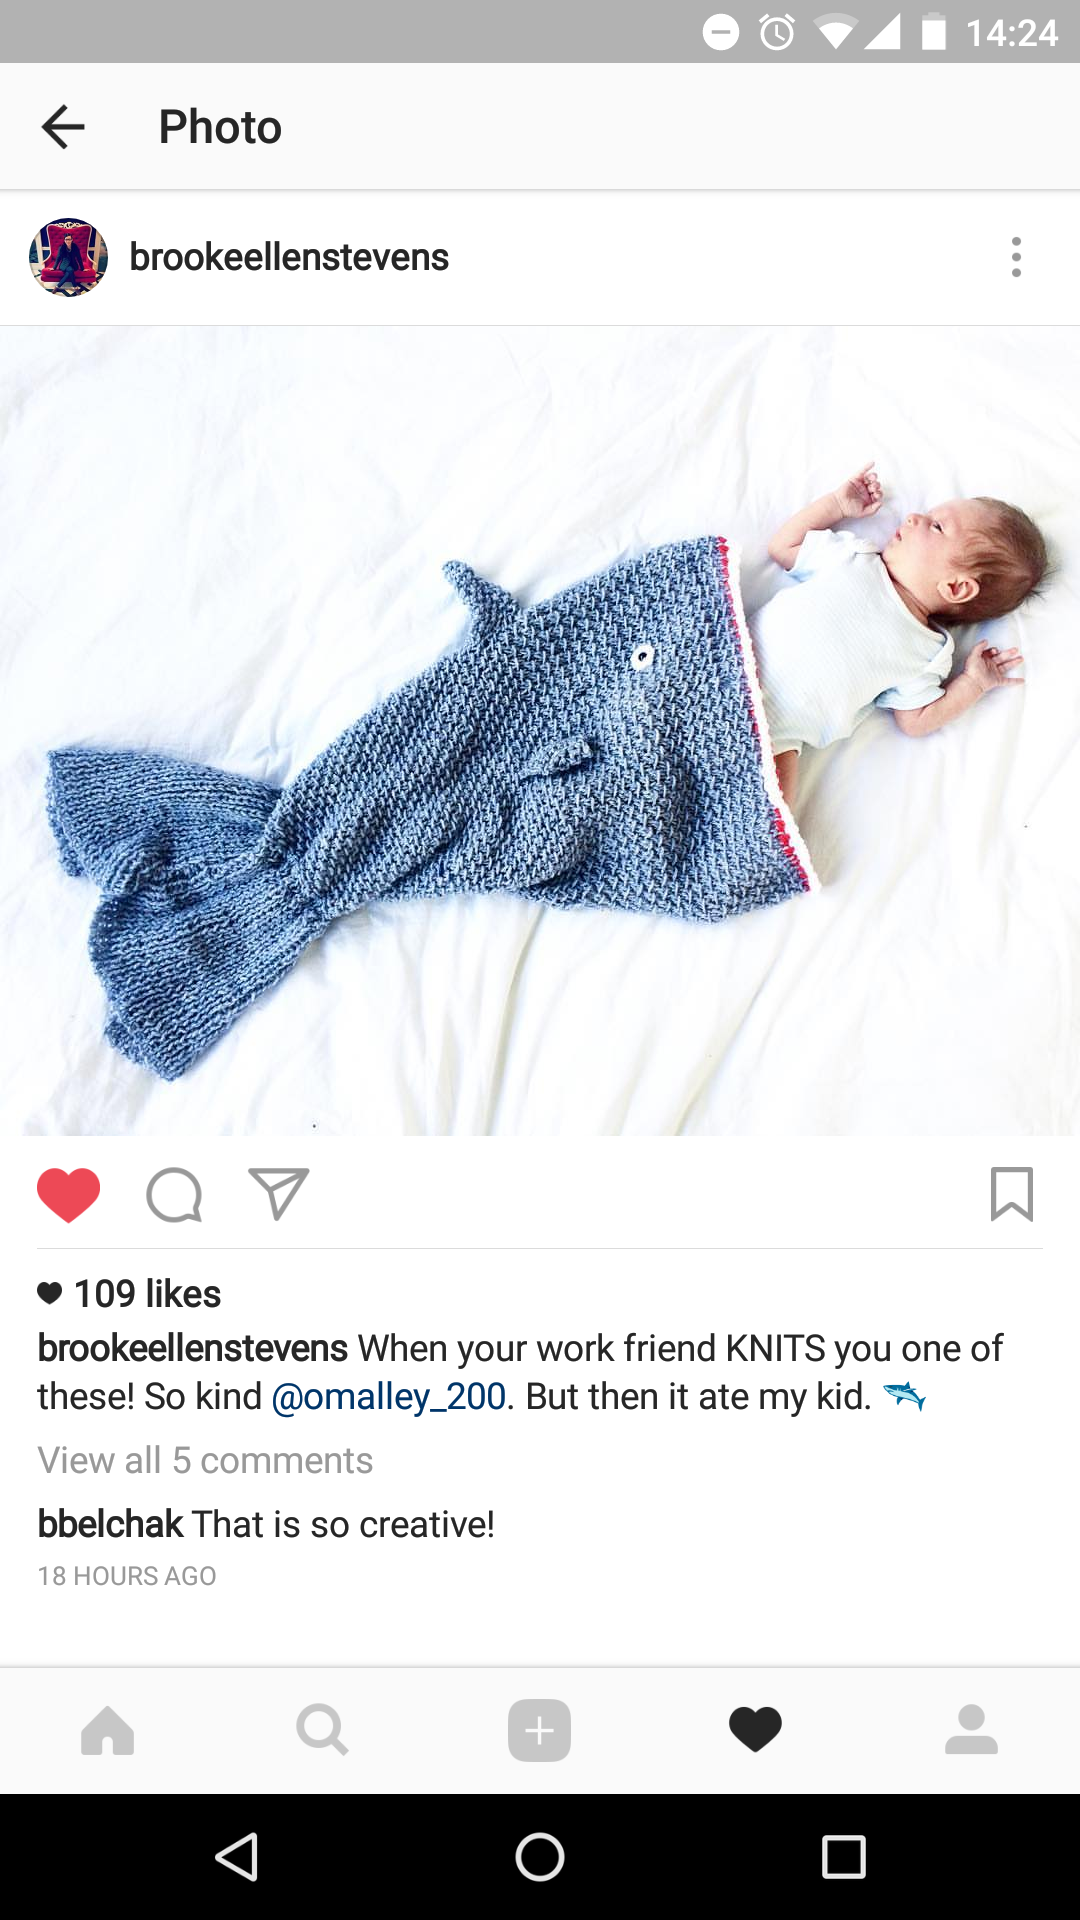 14:24
Photo
brookeellenstevens
109 likes
brookeellenstevens When your work friend KNITS you one of
these! So kind @omalley_200. But then it ate my kid. 🦈
View all 5 comments
bbelchak That is so creative!
18 HOURS AGO